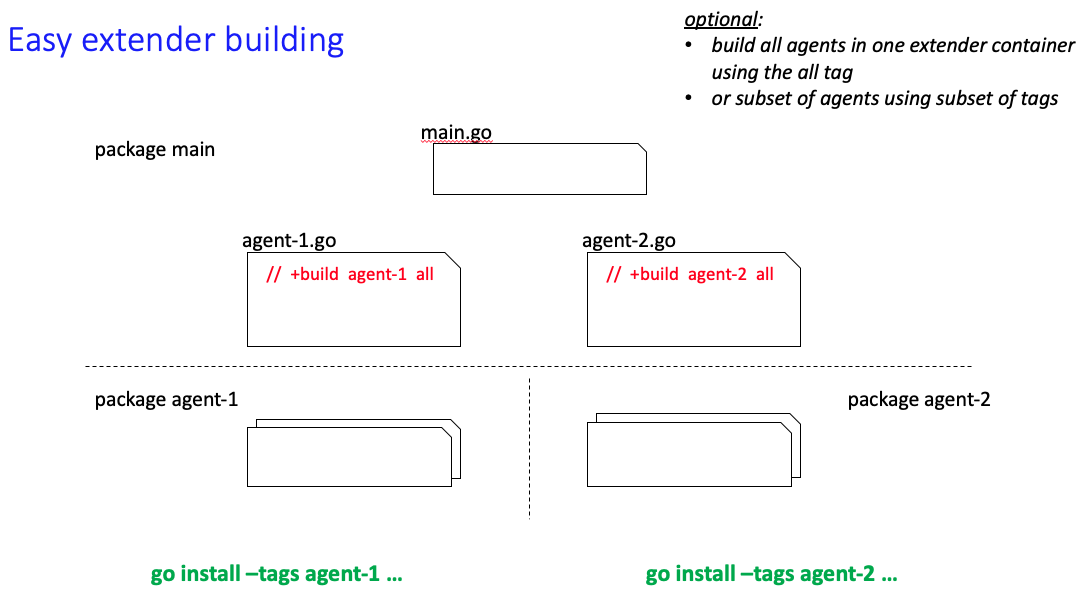 Easy extender building
optional:
• build all agents in one extender container
using the all tag
• or subset of agents using subset of tags
main.go
package main
agent-1.go
agent-2.go
// +build agent-1 all
// +build agent-2 all
package agent-1
package agent-2
go install –tags agent-1 ...
go install –tags agent-2 ...